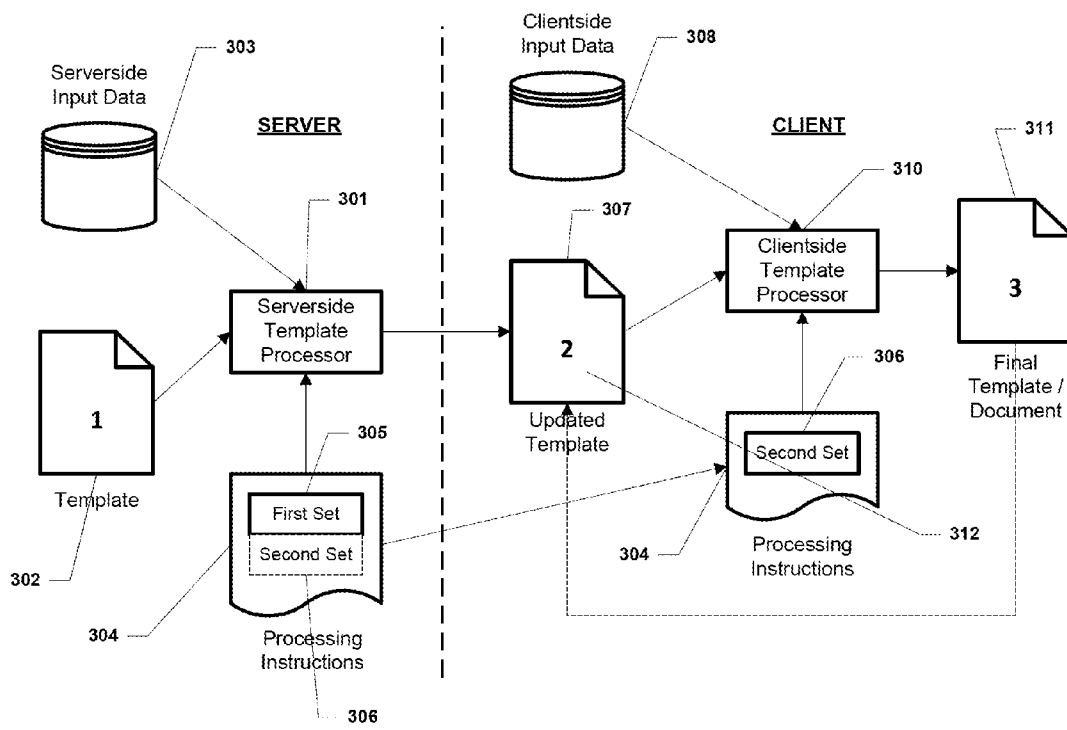 Clientside
Input Data
308
303
Serverside
Input Data
SERVER
CLIENT
311
310
301
307
Clientside
Template
Processor
3
Serverside
Template
Processor
2
306
Final
Template /
Document
1
305
Updated
Template
Second Set
Template
First Set
Second Set
304
312
Processing
Instructions
302
304
Processing
Instructions
306